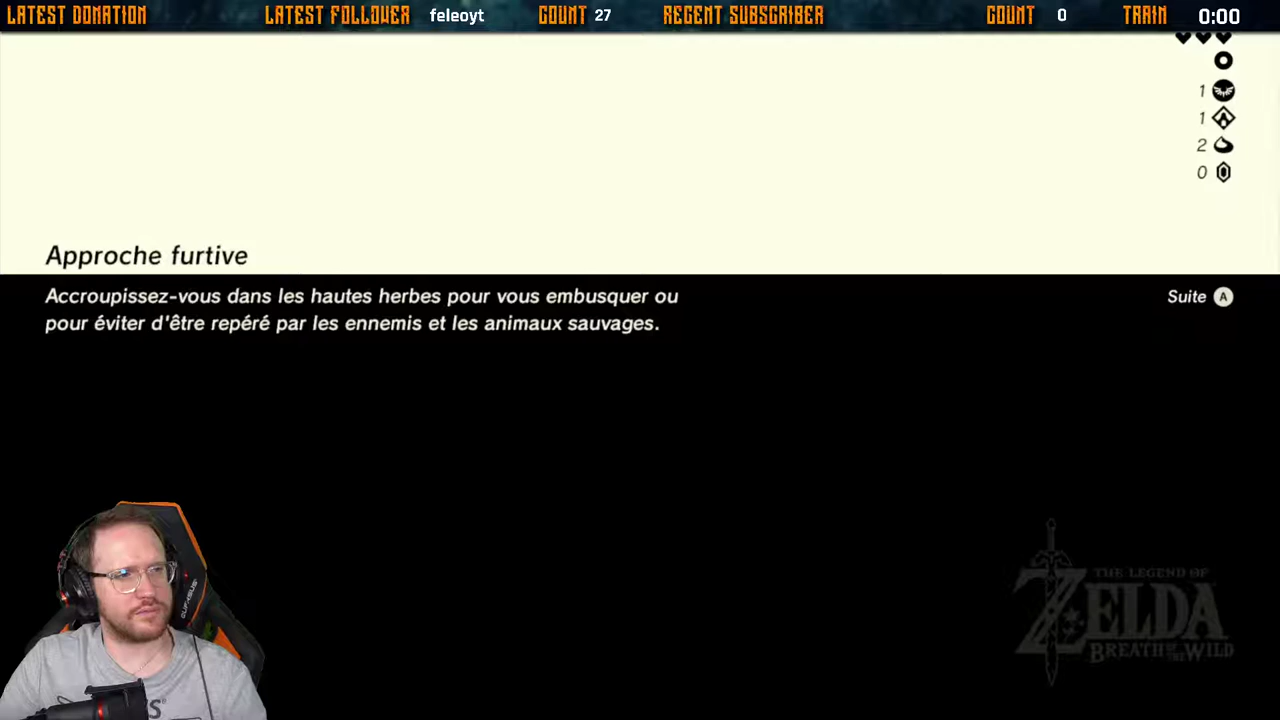 LATEST DONATION LATEST FOLLOWER feleoyt COUNT 27 RECENT SUBSCRIBER COUNT 0 TRAIN 0:00
1
1
2
0
Approche furtive
Accroupissez-vous dans les hautes herbes pour vous embusquer ou
pour éviter d'être repéré par les ennemis et les animaux sauvages.
Suite A
THE LEGEND OF
ZELDA
BREATH OF THE WILD